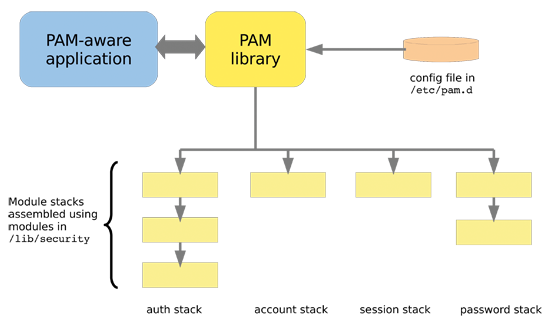 PAM-aware
application
PAM
library
config file in
/etc/pam.d
Module stacks
assembled using
modules in
/lib/security
auth stack
account stack
session stack
password stack